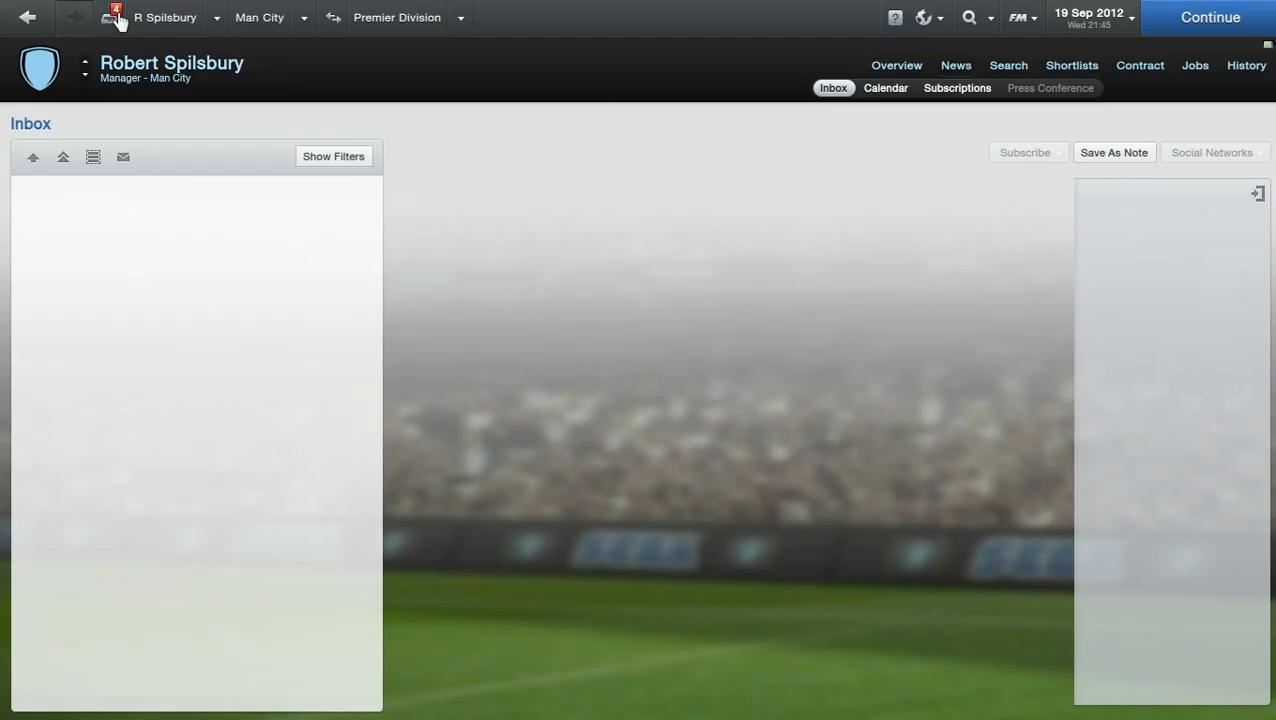 4
R Spilsbury
Man City
Premier Division
?
FM
19 Sep 2012
Wed 21:45
Continue
Robert Spilsbury
Manager - Man City
Overview
News
Search
Shortlists
Contract
Jobs
History
Inbox
Calendar
Subscriptions
Press Conference
Inbox
Show Filters
Subscribe
Save As Note
Social Networks
SEGA
SEGA